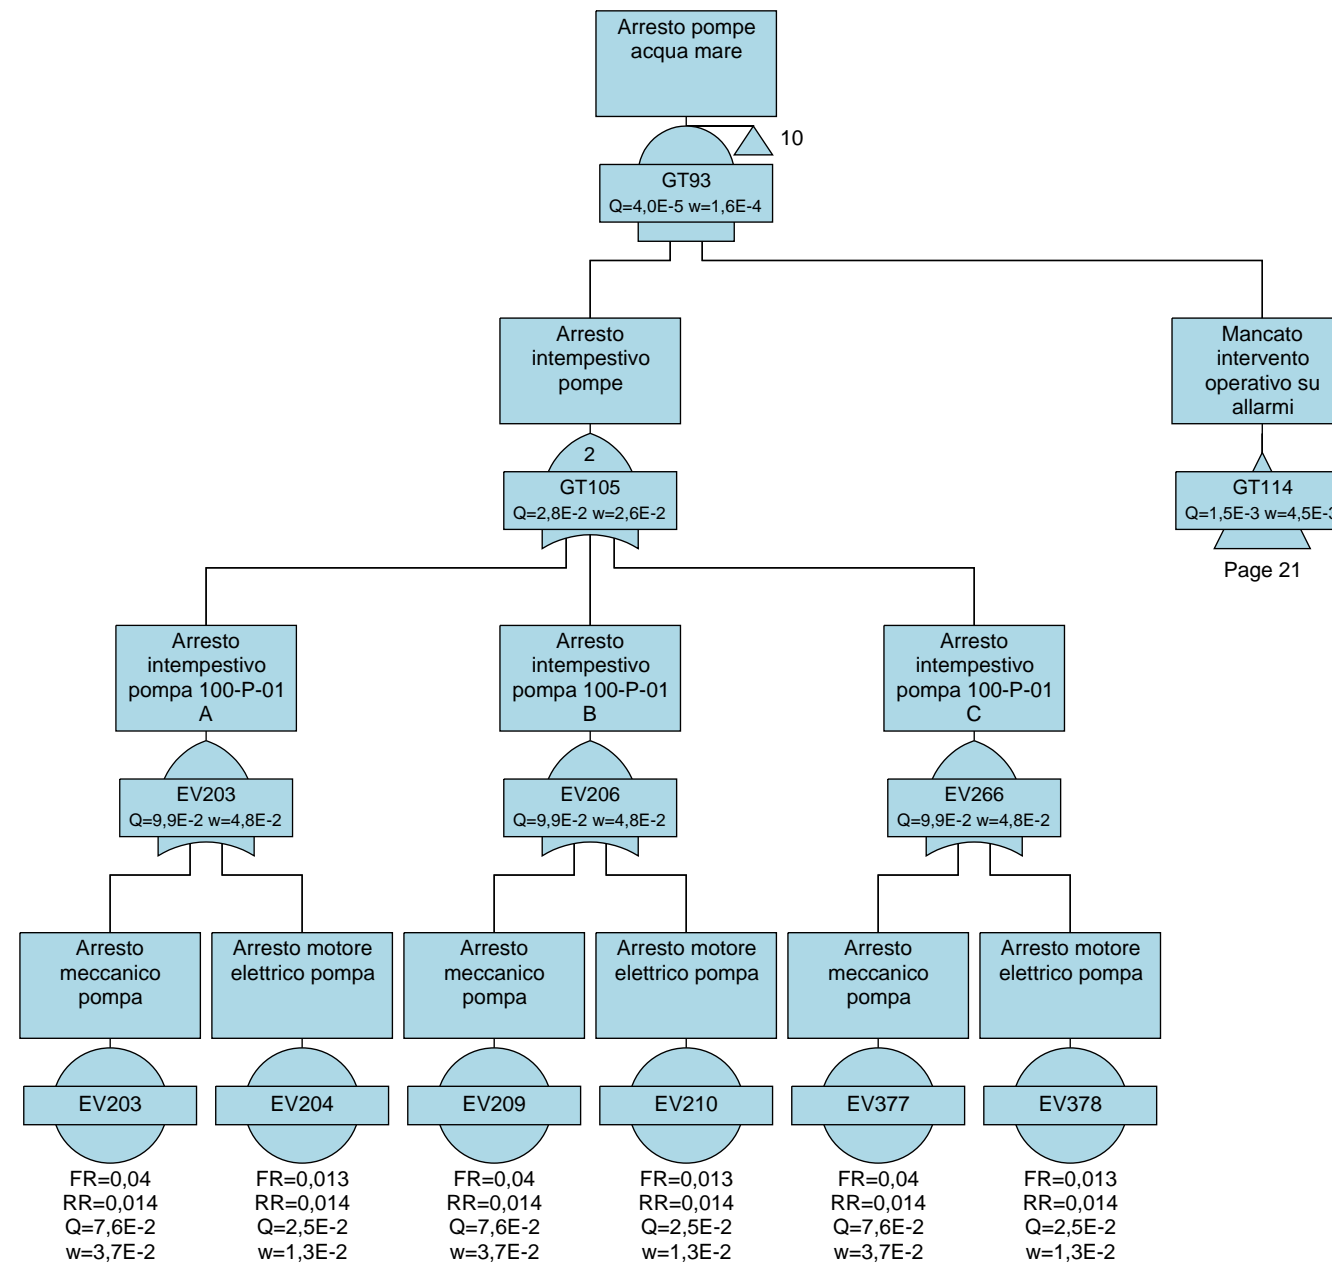 Arresto pompe
acqua mare
10
GT93
Q=4,0E-5 w=1,6E-4
Arresto
intempestivo
pompe
Mancato
intervento
operativo su
allarmi
2
GT105
Q=2,8E-2 w=2,6E-2
GT114
Q=1,5E-3 w=4,5E-3
Page 21
Arresto
intempestivo
pompa 100-P-01
A
Arresto
intempestivo
pompa 100-P-01
B
Arresto
intempestivo
pompa 100-P-01
C
EV203
Q=9,9E-2 w=4,8E-2
EV206
Q=9,9E-2 w=4,8E-2
EV266
Q=9,9E-2 w=4,8E-2
Arresto
meccanico
pompa
Arresto motore
elettrico pompa
Arresto
meccanico
pompa
Arresto motore
elettrico pompa
Arresto
meccanico
pompa
Arresto motore
elettrico pompa
EV203
FR=0,04
RR=0,014
Q=7,6E-2
w=3,7E-2
EV204
FR=0,013
RR=0,014
Q=2,5E-2
w=1,3E-2
EV209
FR=0,04
RR=0,014
Q=7,6E-2
w=3,7E-2
EV210
FR=0,013
RR=0,014
Q=2,5E-2
w=1,3E-2
EV377
FR=0,04
RR=0,014
Q=7,6E-2
w=3,7E-2
EV378
FR=0,013
RR=0,014
Q=2,5E-2
w=1,3E-2